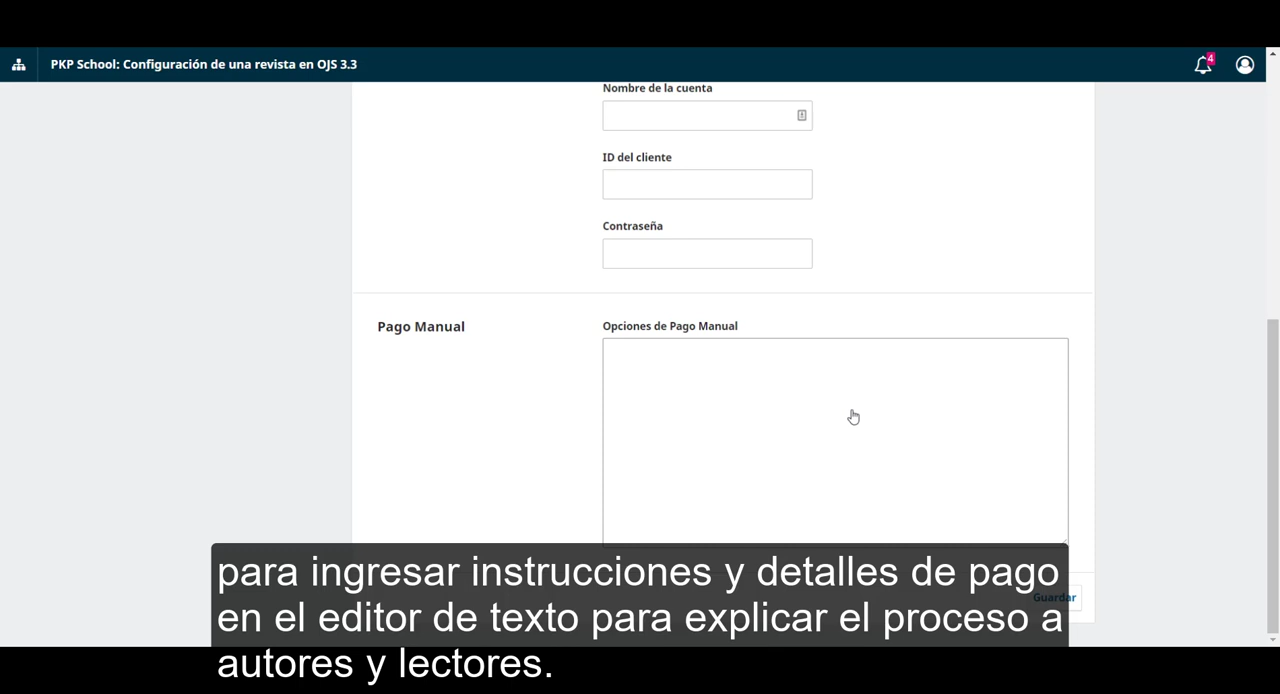 PKP School: Configuración de una revista en OJS 3.3
4
Nombre de la cuenta
ID del cliente
Contraseña
Pago Manual
Opciones de Pago Manual
Guardar
para ingresar instrucciones y detalles de pago
en el editor de texto para explicar el proceso a
autores y lectores.